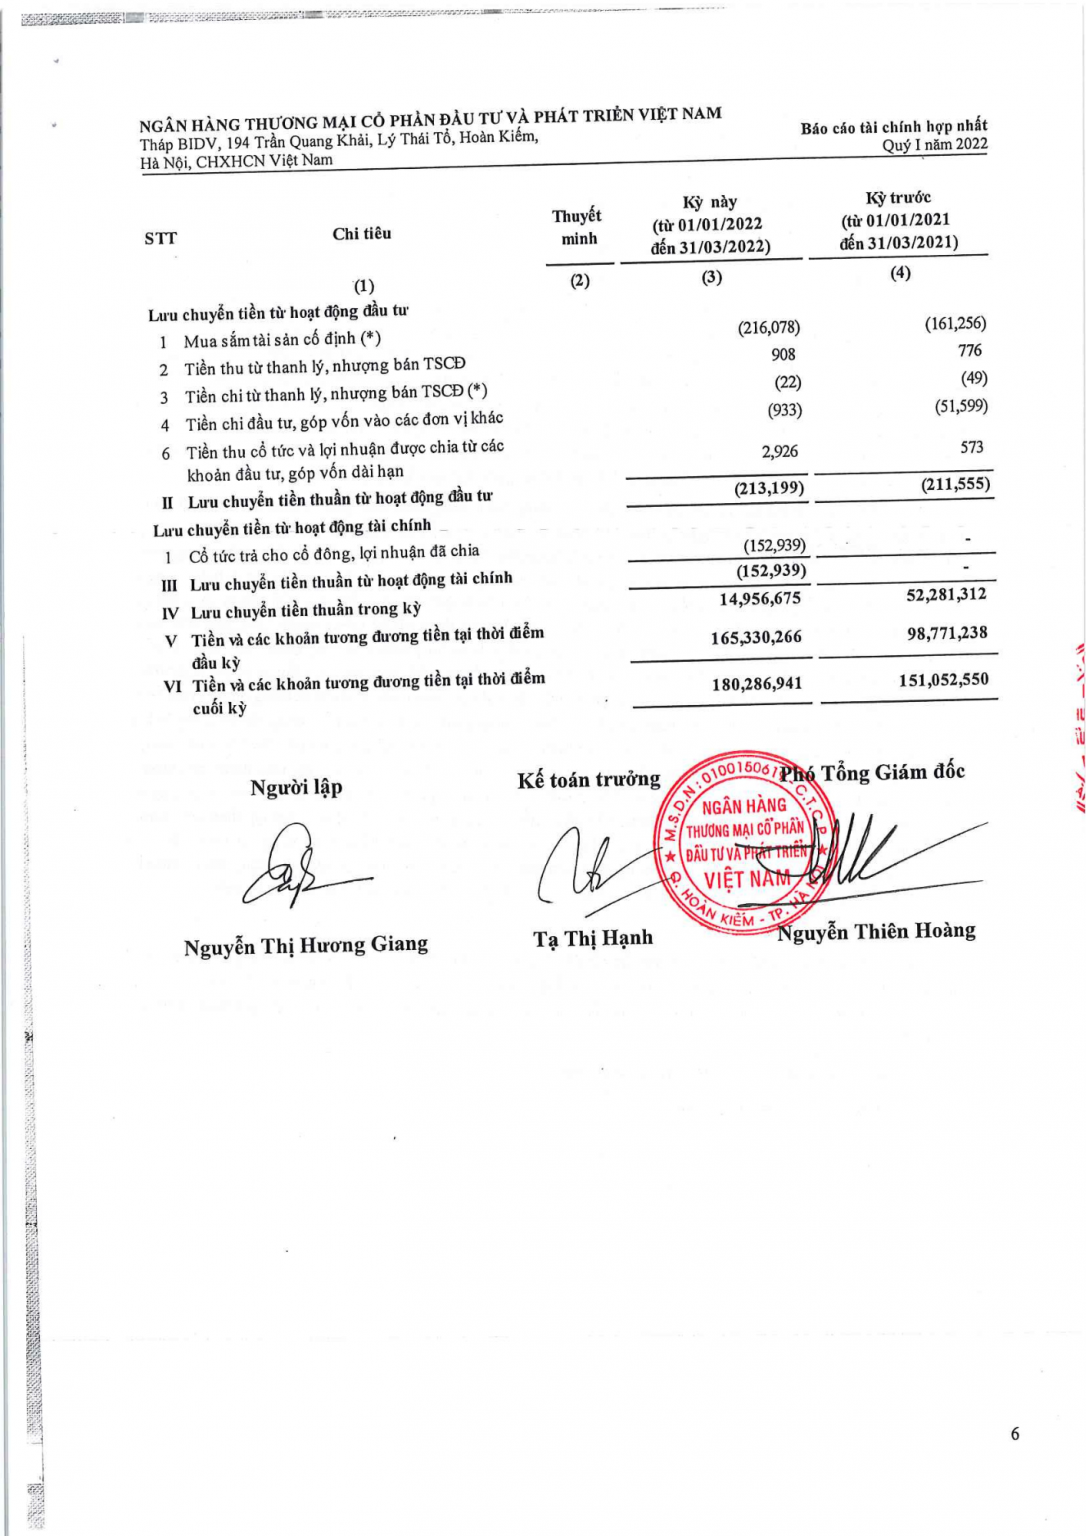 NGÂN HÀNG THƯƠNG MẠI CỔ PHẦN ĐẦU TƯ VÀ PHÁT TRIỂN VIỆT NAM
Tháp BIDV, 194 Trần Quang Khải, Lý Thái Tổ, Hoàn Kiếm,
Hà Nội, CHXHCN Việt Nam
Báo cáo tài chính hợp nhất
Quý I năm 2022
STT Chỉ tiêu Thuyết minh Kỳ này (từ 01/01/2022 đến 31/03/2022) Kỳ trước (từ 01/01/2021 đến 31/03/2021)
(1) (2) (3) (4)
Lưu chuyển tiền từ hoạt động đầu tư
1 Mua sắm tài sản cố định (*) (216,078) (161,256)
2 Tiền thu từ thanh lý, nhượng bán TSCĐ 908 776
3 Tiền chi từ thanh lý, nhượng bán TSCĐ (*) (22) (49)
4 Tiền chi đầu tư, góp vốn vào các đơn vị khác (933) (51,599)
6 Tiền thu cổ tức và lợi nhuận được chia từ các
khoản đầu tư, góp vốn dài hạn 2,926 573
II Lưu chuyển tiền thuần từ hoạt động đầu tư (213,199) (211,555)
Lưu chuyển tiền từ hoạt động tài chính
1 Cổ tức trả cho cổ đông, lợi nhuận đã chia (152,939) -
III Lưu chuyển tiền thuần từ hoạt động tài chính (152,939) -
IV Lưu chuyển tiền thuần trong kỳ 14,956,675 52,281,312
V Tiền và các khoản tương đương tiền tại thời điểm
đầu kỳ 165,330,266 98,771,238
VI Tiền và các khoản tương đương tiền tại thời điểm
cuối kỳ 180,286,941 151,052,550
Người lập Kế toán trưởng Phó Tổng Giám đốc
M.S.D.N: 0100150619 - C.T.C.P
NGÂN HÀNG
THƯƠNG MẠI CỔ PHẦN
ĐẦU TƯ VÀ PHÁT TRIỂN
VIỆT NAM
Q. HOÀN KIẾM - TP. HÀ NỘI
Nguyễn Thị Hương Giang Tạ Thị Hạnh Nguyễn Thiên Hoàng
6